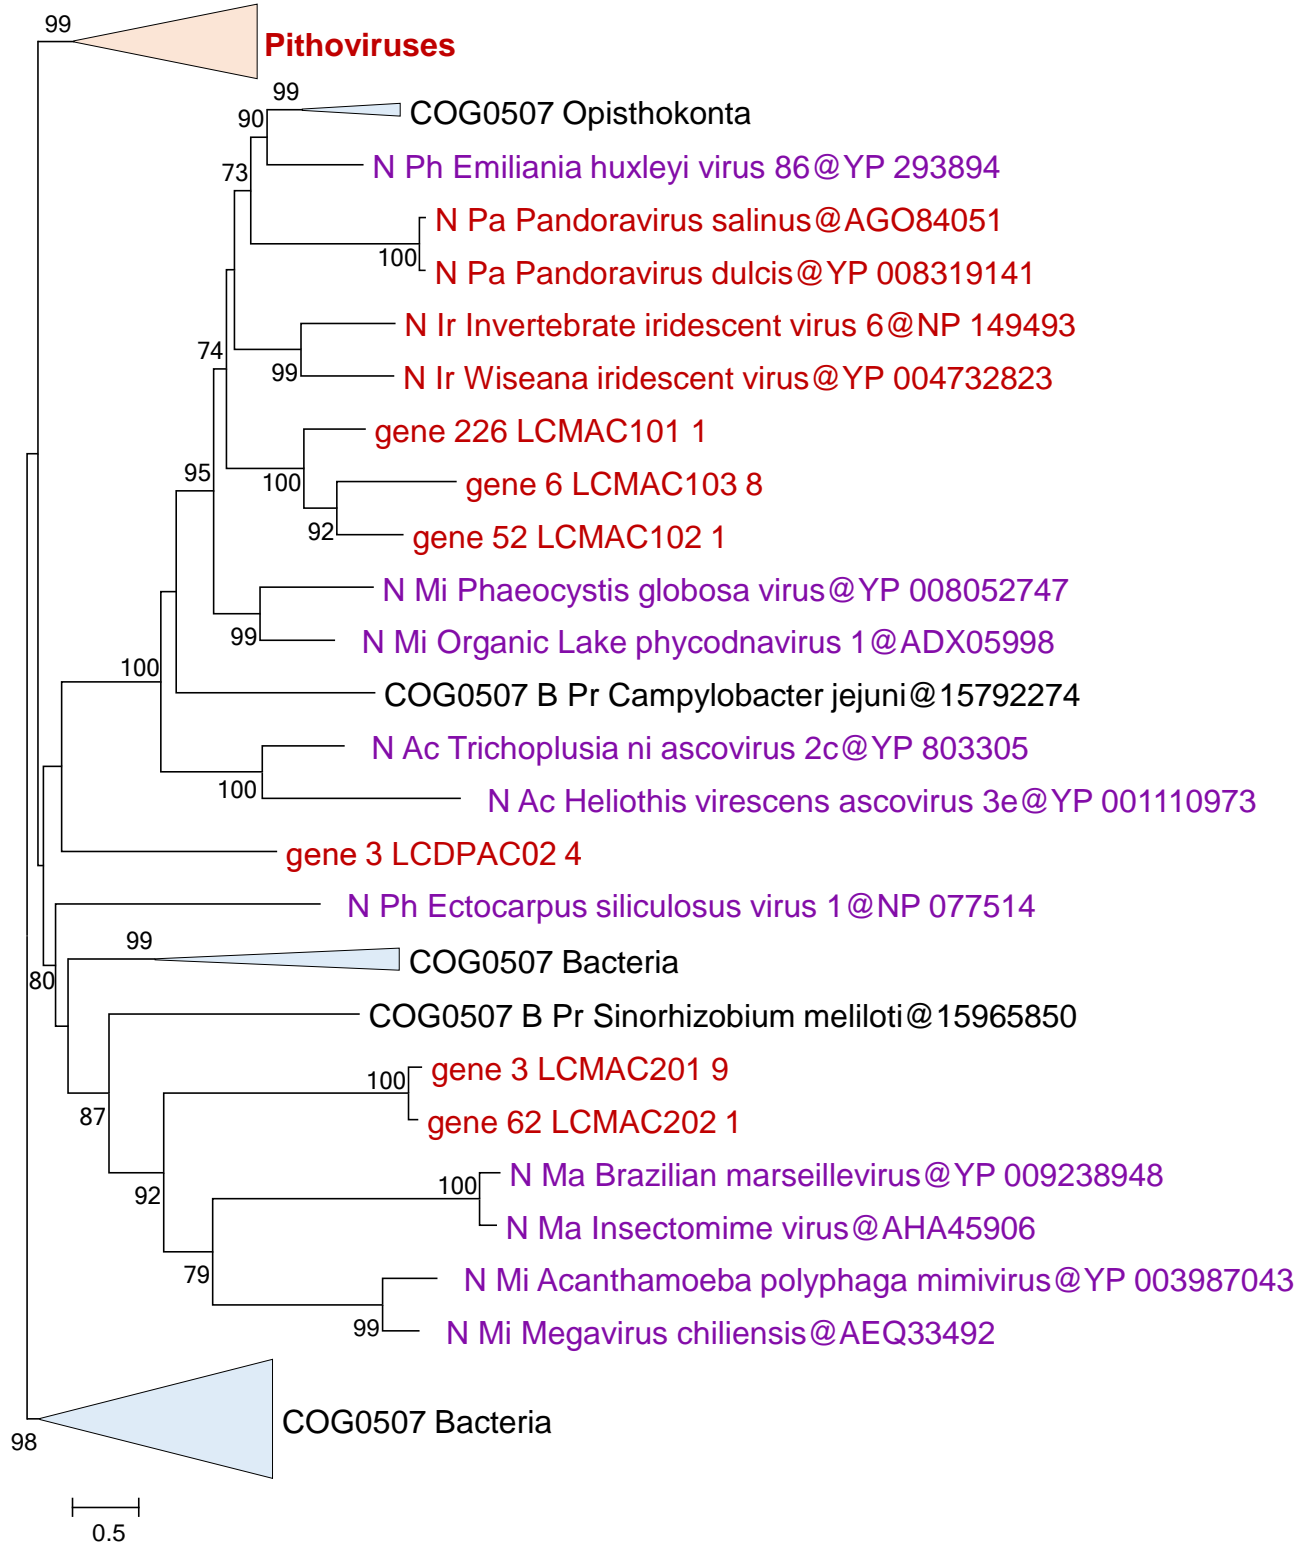 99
Pithoviruses
99
COG0507 Opisthokonta
90
N Ph Emiliania huxleyi virus 86@YP 293894
73
N Pa Pandoravirus salinus@AGO84051
100
N Pa Pandoravirus dulcis@YP 008319141
N Ir Invertebrate iridescent virus 6@NP 149493
74
99
N Ir Wiseana iridescent virus@YP 004732823
gene 226 LCMAC101 1
95
100
gene 6 LCMAC103 8
92
gene 52 LCMAC102 1
N Mi Phaeocystis globosa virus@YP 008052747
99
N Mi Organic Lake phycodnavirus 1@ADX05998
100
COG0507 B Pr Campylobacter jejuni@15792274
N Ac Trichoplusia ni ascovirus 2c@YP 803305
100
N Ac Heliothis virescens ascovirus 3e@YP 001110973
gene 3 LCDPAC02 4
N Ph Ectocarpus siliculosus virus 1@NP 077514
99
COG0507 Bacteria
80
COG0507 B Pr Sinorhizobium meliloti@15965850
100
gene 3 LCMAC201 9
87
gene 62 LCMAC202 1
N Ma Brazilian marseillevirus@YP 009238948
100
92
N Ma Insectomime virus@AHA45906
79
N Mi Acanthamoeba polyphaga mimivirus@YP 003987043
99
N Mi Megavirus chiliensis@AEQ33492
COG0507 Bacteria
98
0.5